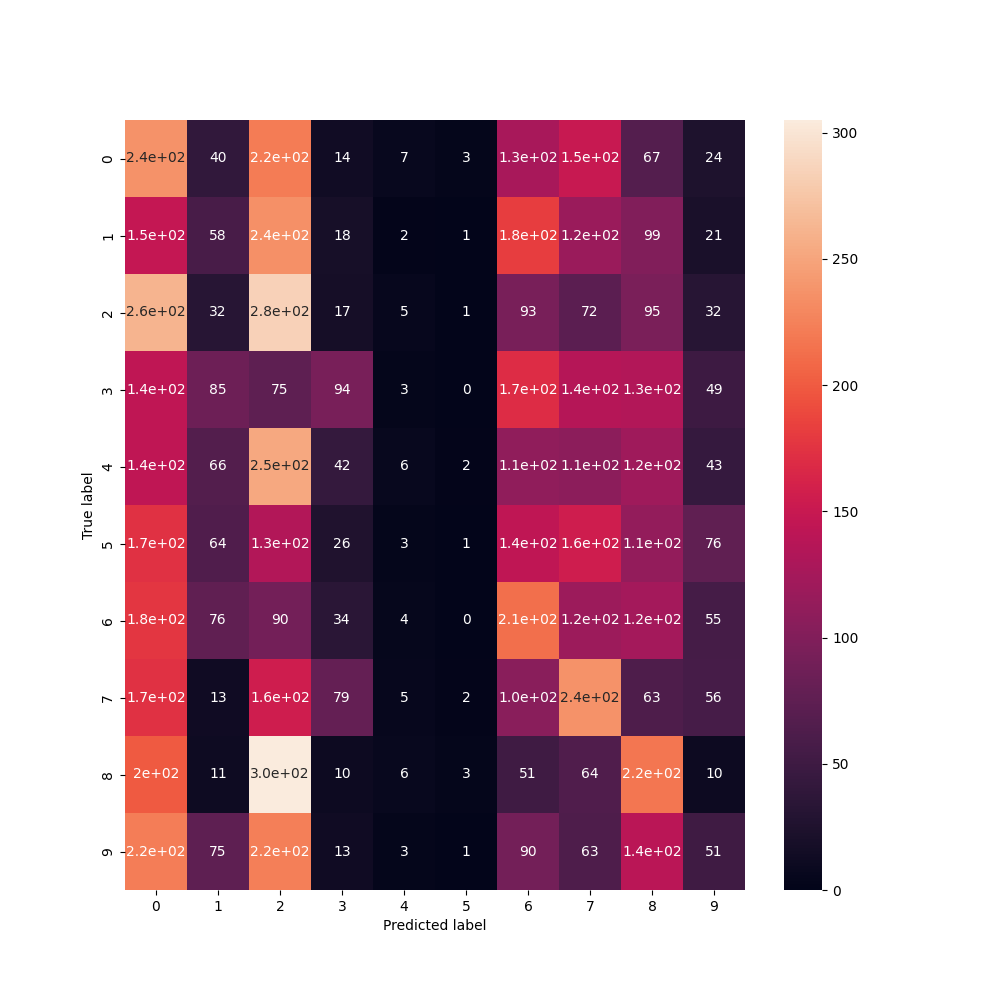 0 2.4e+02 40 2.2e+02 14 7 3 1.3e+02 1.5e+02 67 24
1 1.5e+02 58 2.4e+02 18 2 1 1.8e+02 1.2e+02 99 21
2 2.6e+02 32 2.8e+02 17 5 1 93 72 95 32
3 1.4e+02 85 75 94 3 0 1.7e+02 1.4e+02 1.3e+02 49
4 1.4e+02 66 2.5e+02 42 6 2 1.1e+02 1.1e+02 1.2e+02 43
5 1.7e+02 64 1.3e+02 26 3 1 1.4e+02 1.6e+02 1.1e+02 76
6 1.8e+02 76 90 34 4 0 2.1e+02 1.2e+02 1.2e+02 55
7 1.7e+02 13 1.6e+02 79 5 2 1.0e+02 2.4e+02 63 56
8 2e+02 11 3.0e+02 10 6 3 51 64 2.2e+02 10
9 2.2e+02 75 2.2e+02 13 3 1 90 63 1.4e+02 51
0 1 2 3 4 5 6 7 8 9
Predicted label
True label
300
250
200
150
100
50
0